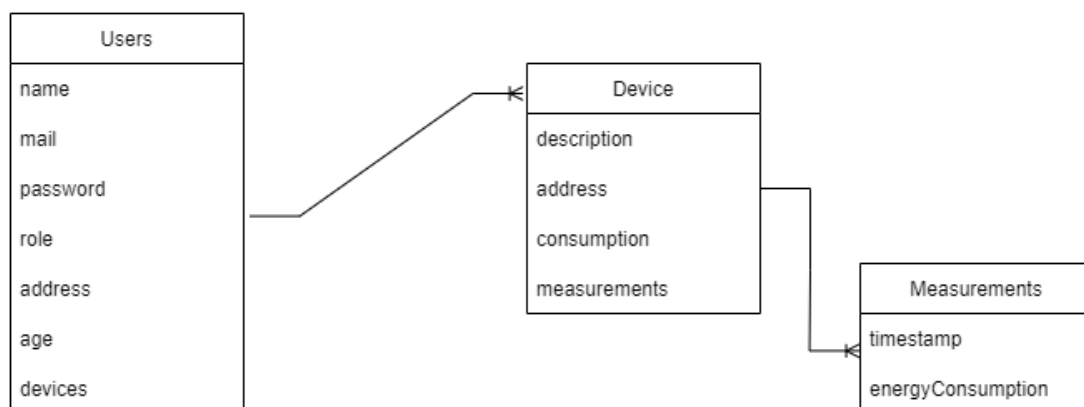 Users
name
mail
password
role
address
age
devices
Device
description
address
consumption
measurements
Measurements
timestamp
energyConsumption